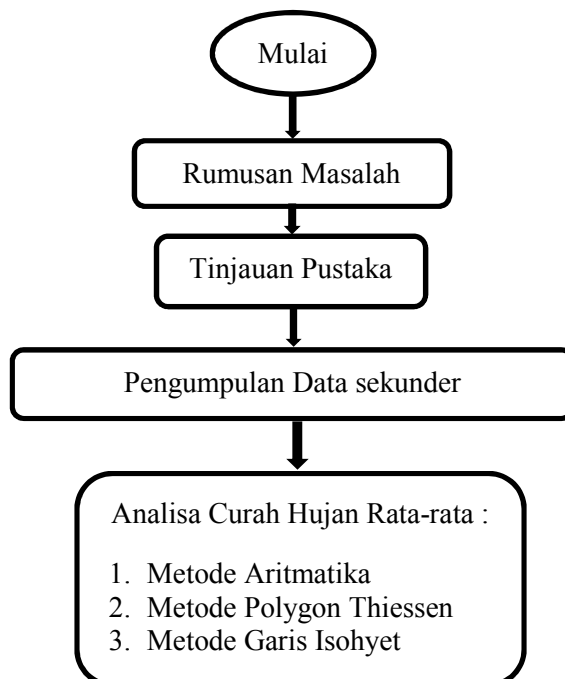 Mulai
Rumusan Masalah
Tinjauan Pustaka
Pengumpulan Data sekunder
Analisa Curah Hujan Rata-rata :
1. Metode Aritmatika
2. Metode Polygon Thiessen
3. Metode Garis Isohyet